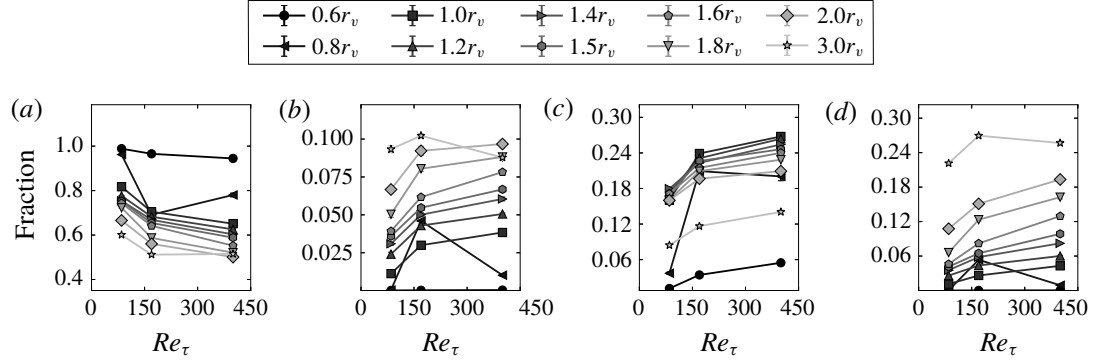 0.6r_v 1.0r_v 1.4r_v 1.6r_v 2.0r_v
0.8r_v 1.2r_v 1.5r_v 1.8r_v 3.0r_v
(a) (b) (c) (d)
Fraction
1.0
0.8
0.6
0.4
0 150 300 450
Re_τ
0.100
0.075
0.050
0.025
0 150 300 450
Re_τ
0.30
0.24
0.18
0.12
0.06
0 150 300 450
Re_τ
0.30
0.24
0.18
0.12
0.06
0 150 300 450
Re_τ